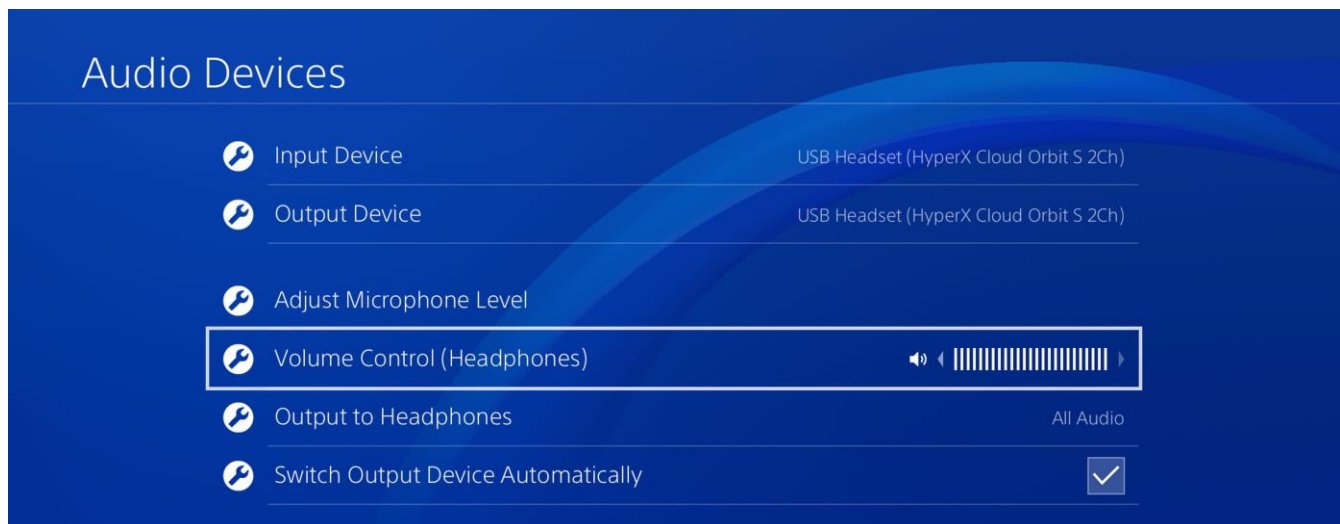 Audio Devices
Input Device USB Headset (HyperX Cloud Orbit S 2Ch)
Output Device USB Headset (HyperX Cloud Orbit S 2Ch)
Adjust Microphone Level
Volume Control (Headphones)
Output to Headphones All Audio
Switch Output Device Automatically